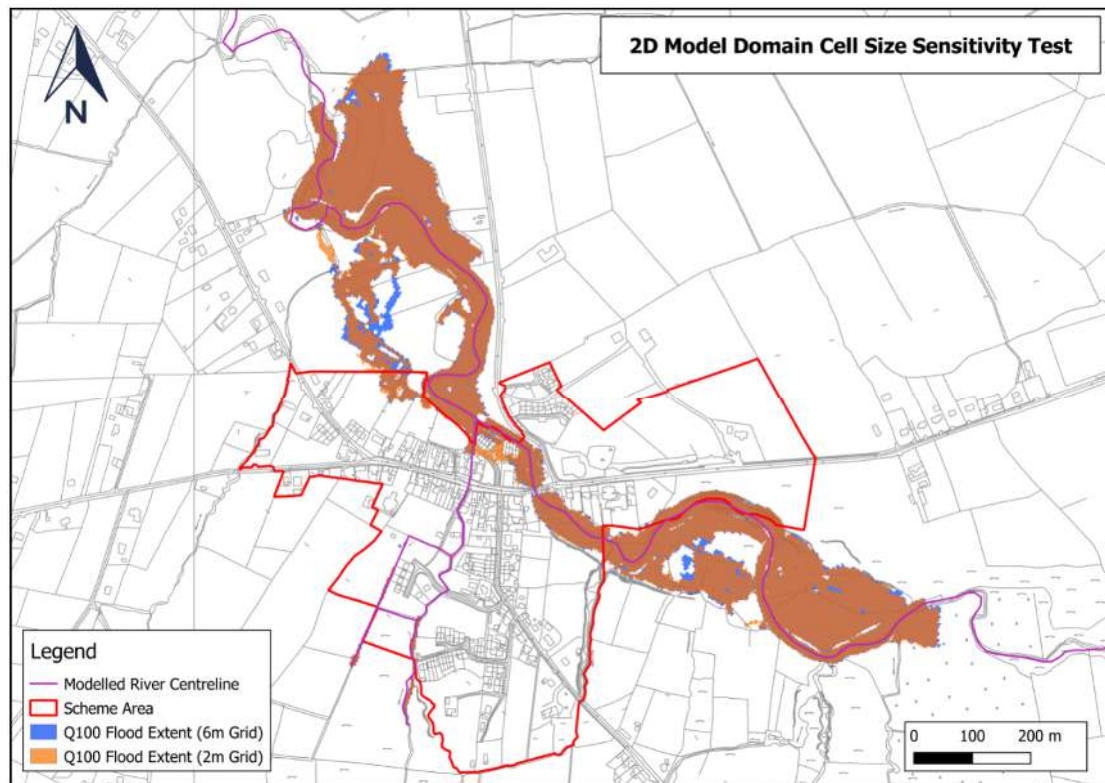 2D Model Domain Cell Size Sensitivity Test
N
Legend
Modelled River Centreline
Scheme Area
Q100 Flood Extent (6m Grid)
Q100 Flood Extent (2m Grid)
0 100 200 m